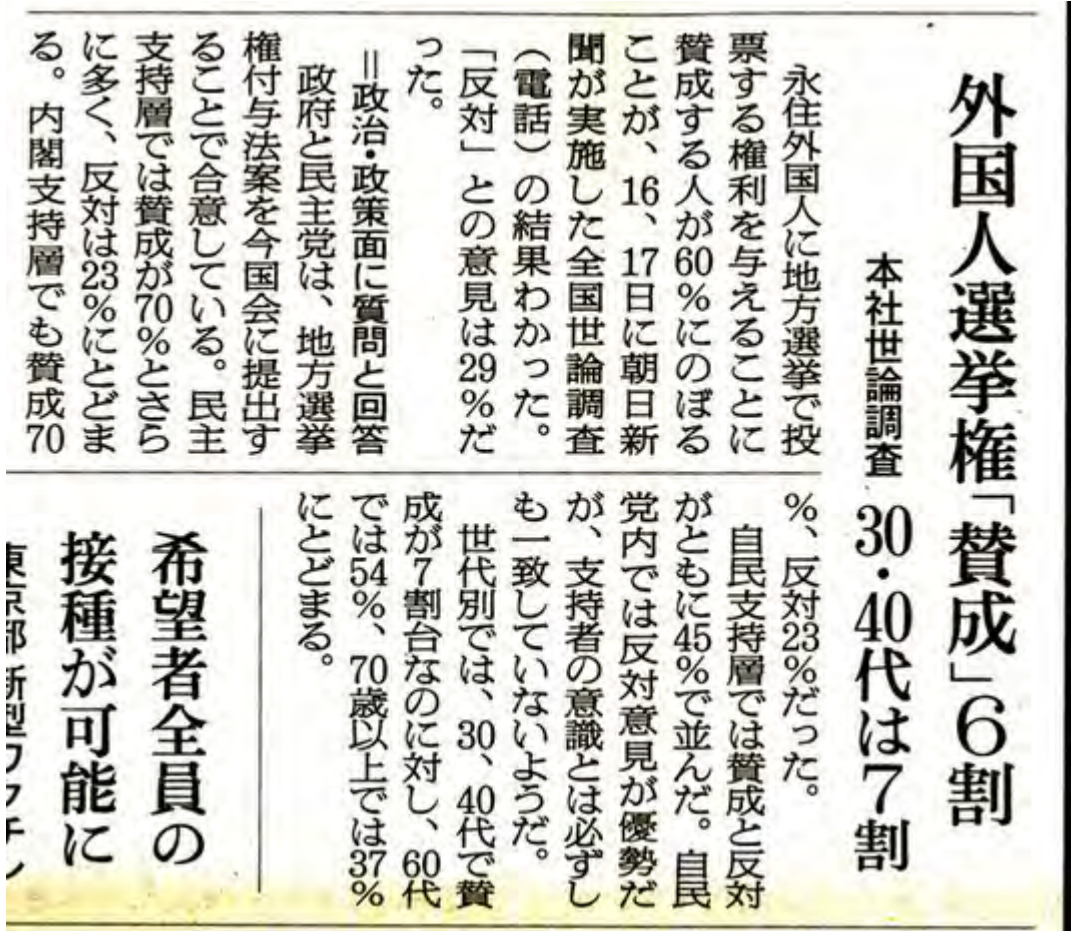 外国人選挙権「賛成」6割
本社世論調査 30・40代は7割
永住外国人に地方選挙で投
票する権利を与えることに
賛成する人が60%にのぼる
ことが、16、17日に朝日新
聞が実施した全国世論調査
（電話）の結果わかった。
「反対」との意見は29%だ
った。
＝政治・政策面に質問と回答
政府と民主党は、地方選挙
権付与法案を今国会に提出す
ることで合意している。民主
支持層では賛成が70%とさら
に多く、反対は23%にとどま
る。内閣支持層でも賛成70
%、反対23%だった。
自民支持層では賛成と反対
がともに45%で並んだ。自民
党内では反対意見が優勢だ
が、支持者の意識とは必ずし
も一致していないようだ。
世代別では、30、40代で賛
成が7割台なのに対し、60代
では54%、70歳以上では37%
にとどまる。
希望者全員の
接種が可能に
東京都 新型ワクチン